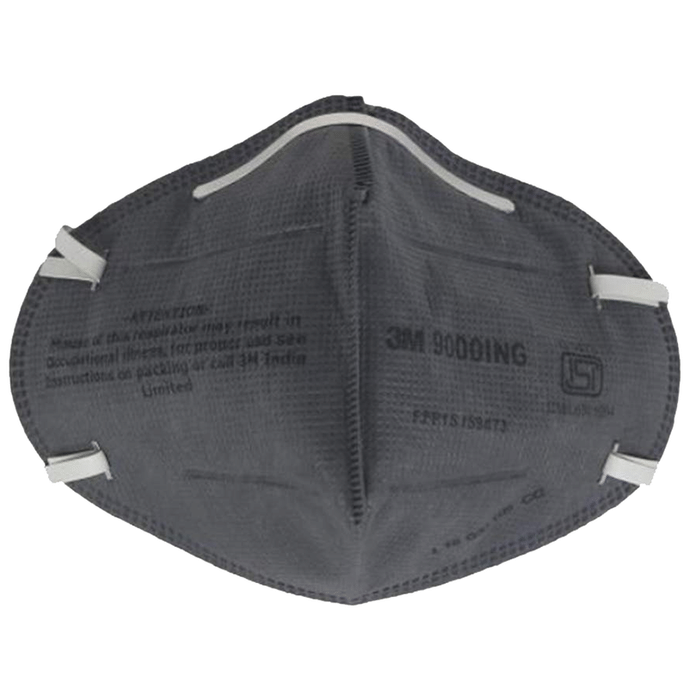 -ATTENTION-
Misuse of this respirator may result in
Occupational illness, for proper use see
Instructions on packing or call 3M India
Limited
3M 9000ING
FFP1S IS9473
ISI